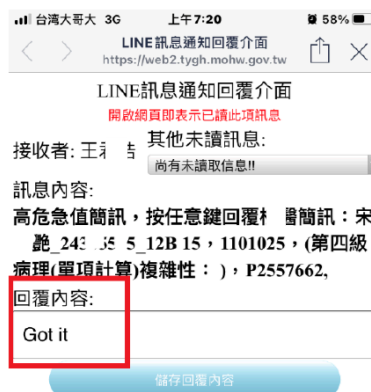 台湾大哥大 3G 上午7:20 58%
LINE訊息通知回覆介面
https://web2.tygh.mohw.gov.tw
LINE訊息通知回覆介面
開啟網頁即表示已讀此項訊息
其他未讀訊息:
接收者: 王
尚有未讀取信息!!
訊息內容:
高危急值簡訊，按任意鍵回覆 簡訊：宋
艷_24 5_12B 15，1101025，(第四級
病理(單項計算)複雜性： )，P2557662,
回覆內容:
Got it
儲存回覆內容